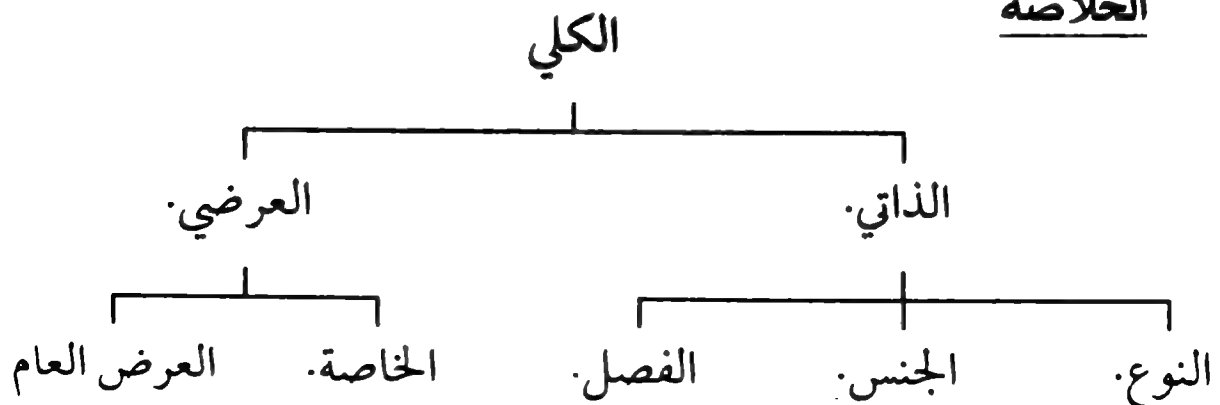 الخلاصة
الكلي
الذاتي. العرضي.
النوع. الجنس. الفصل. الخاصة. العرض العام